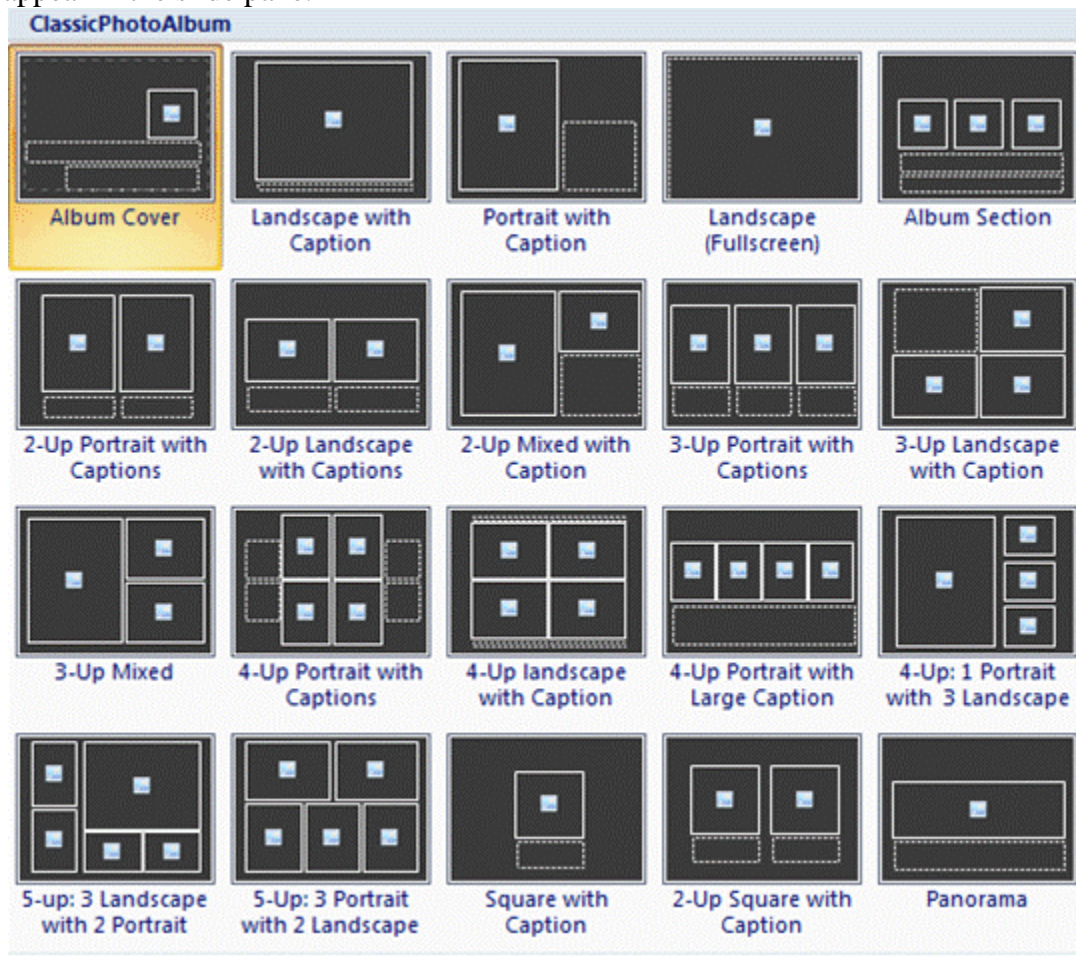 ClassicPhotoAlbum
Album Cover
Landscape with
Caption
Portrait with
Caption
Landscape
(Fullscreen)
Album Section
2-Up Portrait with
Captions
2-Up Landscape
with Captions
2-Up Mixed with
Caption
3-Up Portrait with
Captions
3-Up Landscape
with Caption
3-Up Mixed
4-Up Portrait with
Captions
4-Up landscape
with Caption
4-Up Portrait with
Large Caption
4-Up: 1 Portrait
with 3 Landscape
5-up: 3 Landscape
with 2 Portrait
5-Up: 3 Portrait
with 2 Landscape
Square with
Caption
2-Up Square with
Caption
Panorama